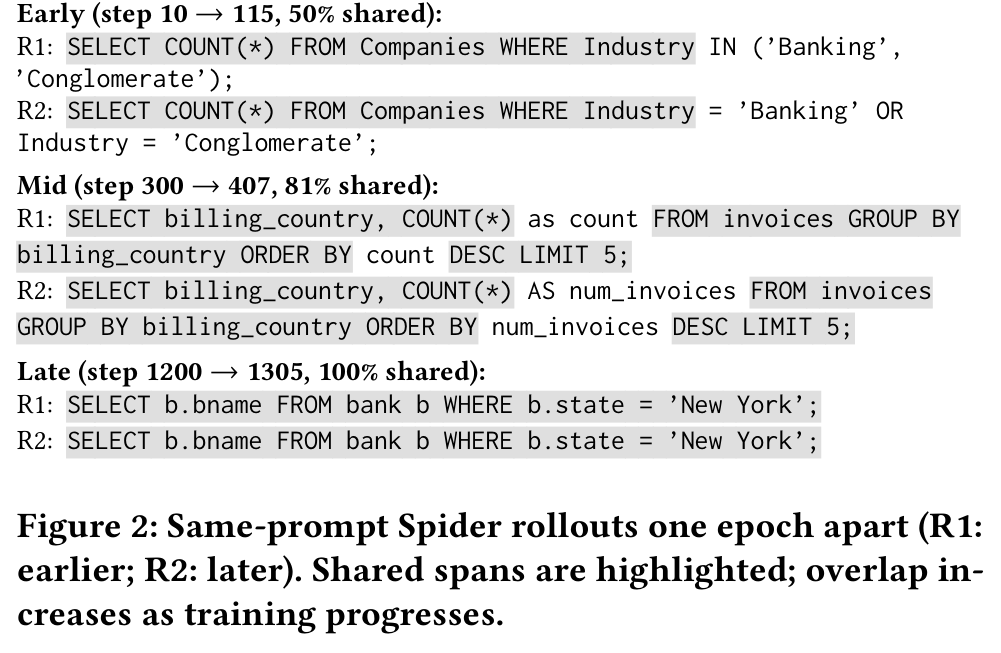 Early (step 10 → 115, 50% shared):
R1: SELECT COUNT(*) FROM Companies WHERE Industry IN (’Banking’,
’Conglomerate’);
R2: SELECT COUNT(*) FROM Companies WHERE Industry = ’Banking’ OR
Industry = ’Conglomerate’;
Mid (step 300 → 407, 81% shared):
R1: SELECT billing_country, COUNT(*) as count FROM invoices GROUP BY
billing_country ORDER BY count DESC LIMIT 5;
R2: SELECT billing_country, COUNT(*) AS num_invoices FROM invoices
GROUP BY billing_country ORDER BY num_invoices DESC LIMIT 5;
Late (step 1200 → 1305, 100% shared):
R1: SELECT b.bname FROM bank b WHERE b.state = ’New York’;
R2: SELECT b.bname FROM bank b WHERE b.state = ’New York’;
Figure 2: Same-prompt Spider rollouts one epoch apart (R1:
earlier; R2: later). Shared spans are highlighted; overlap in-
creases as training progresses.